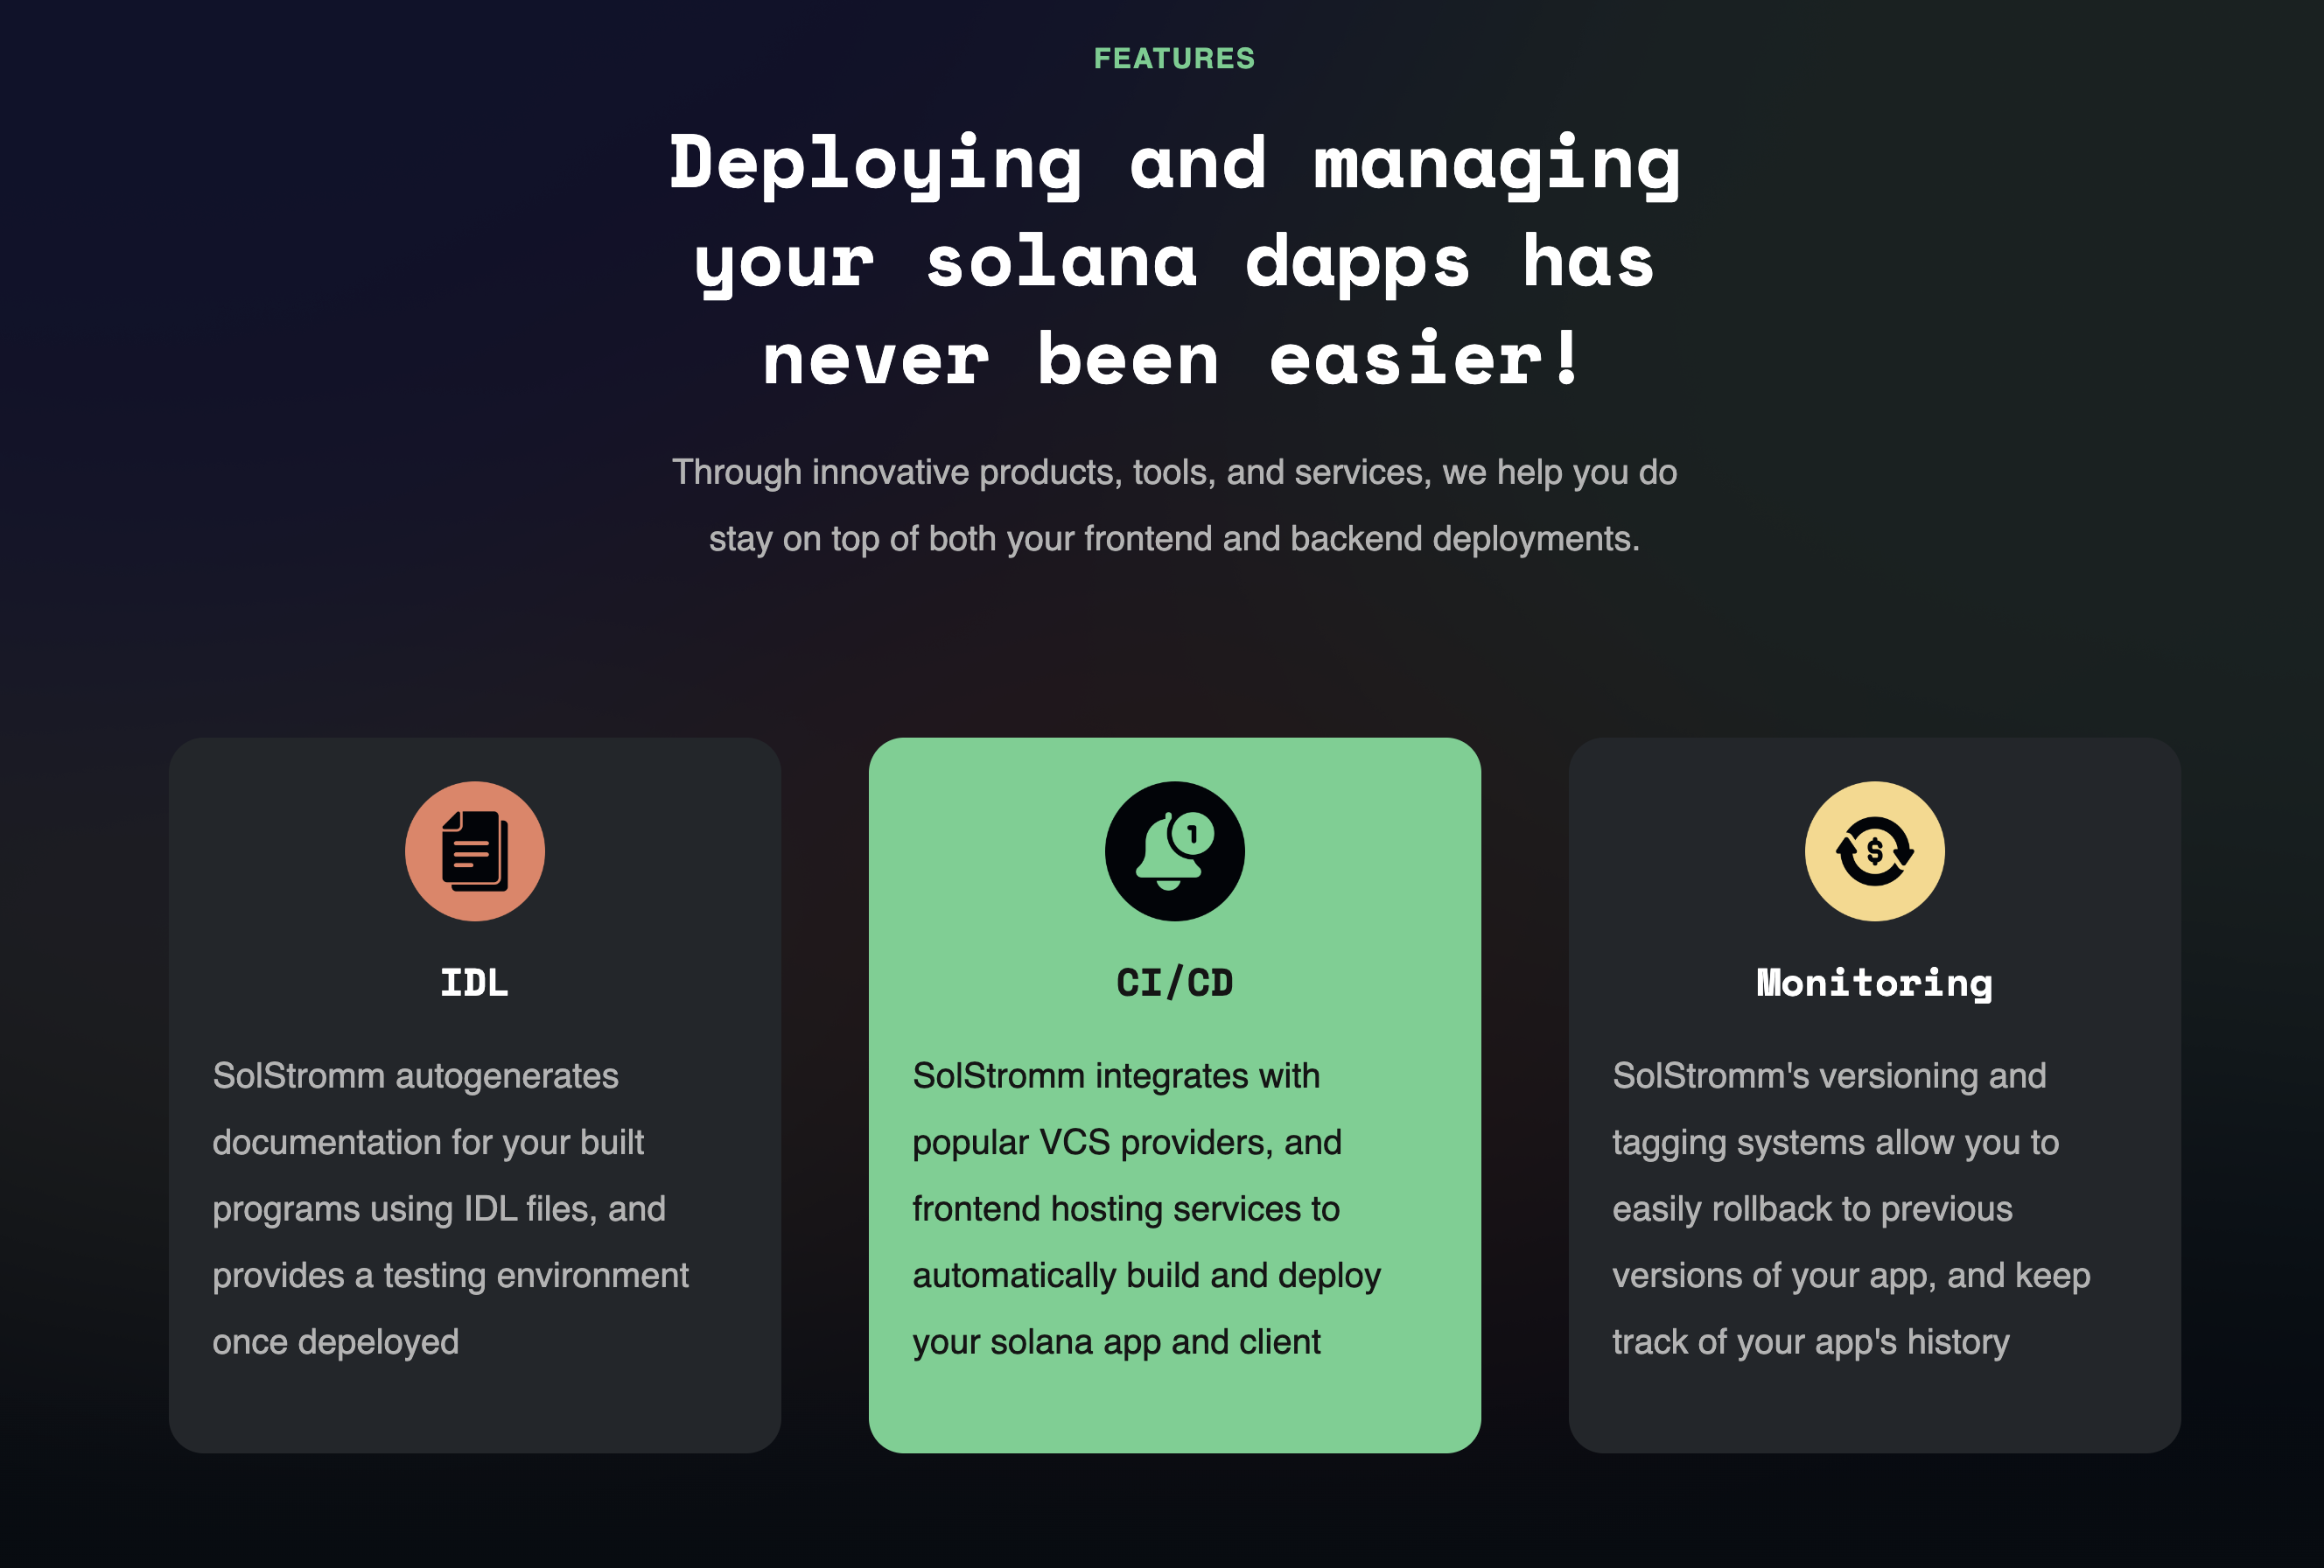 FEATURES
Deploying and managing
your solana dapps has
never been easier!
Through innovative products, tools, and services, we help you do
stay on top of both your frontend and backend deployments.
IDL
SolStromm autogenerates
documentation for your built
programs using IDL files, and
provides a testing environment
once depeloyed
1
CI/CD
SolStromm integrates with
popular VCS providers, and
frontend hosting services to
automatically build and deploy
your solana app and client
$
Monitoring
SolStromm's versioning and
tagging systems allow you to
easily rollback to previous
versions of your app, and keep
track of your app's history